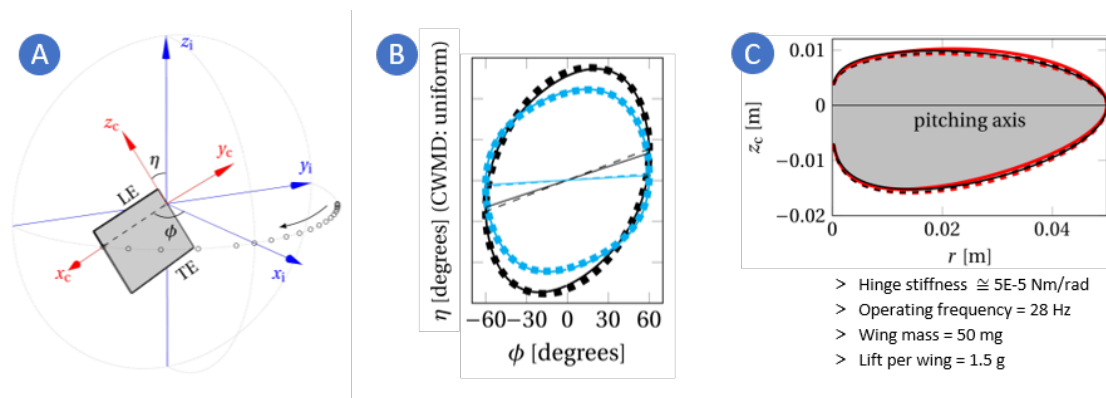 A
z_i
z_c
η
y_c
y_i
LE
ϕ
x_c
TE
x_i
B
η [degrees] (CWMD: uniform)
−60 −30 0 30 60
ϕ [degrees]
C
z_c [m]
0.01
0
−0.01
−0.02
pitching axis
0 0.02 0.04
r [m]
> Hinge stiffness ≅ 5E-5 Nm/rad
> Operating frequency = 28 Hz
> Wing mass = 50 mg
> Lift per wing = 1.5 g